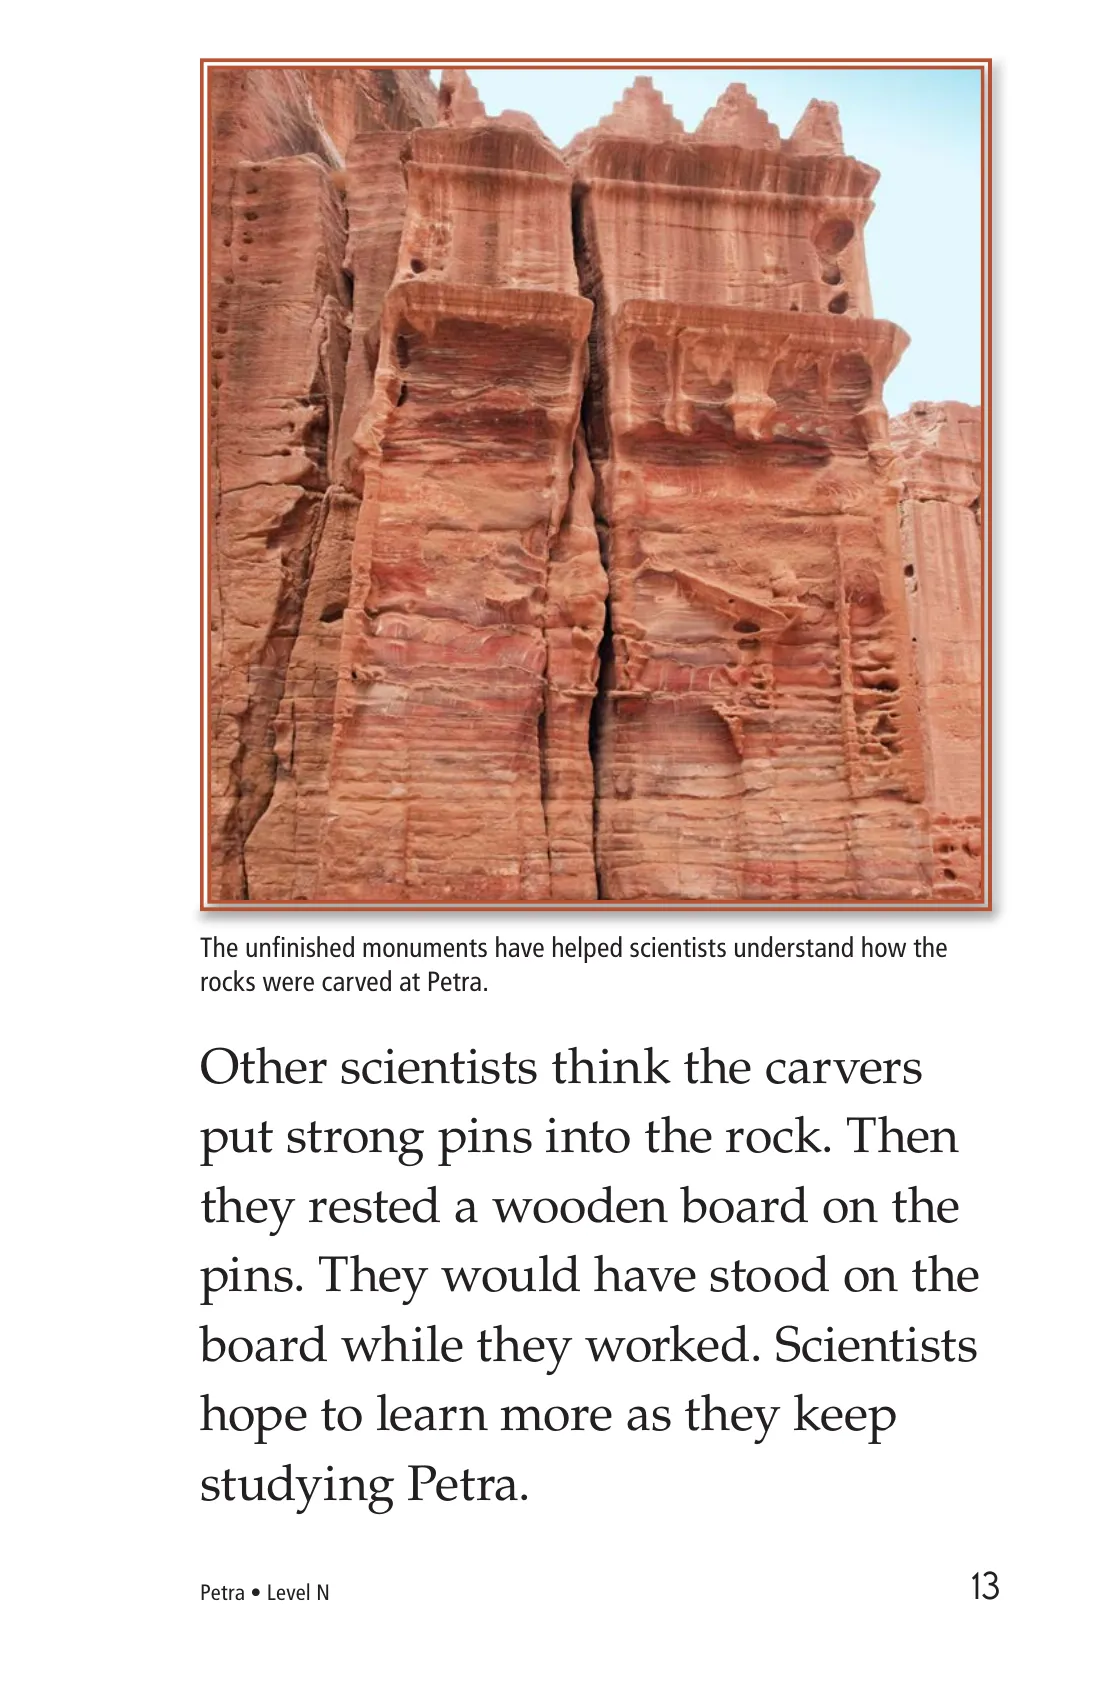 The unfinished monuments have helped scientists understand how the
rocks were carved at Petra.
Other scientists think the carvers
put strong pins into the rock. Then
they rested a wooden board on the
pins. They would have stood on the
board while they worked. Scientists
hope to learn more as they keep
studying Petra.
Petra • Level N
13